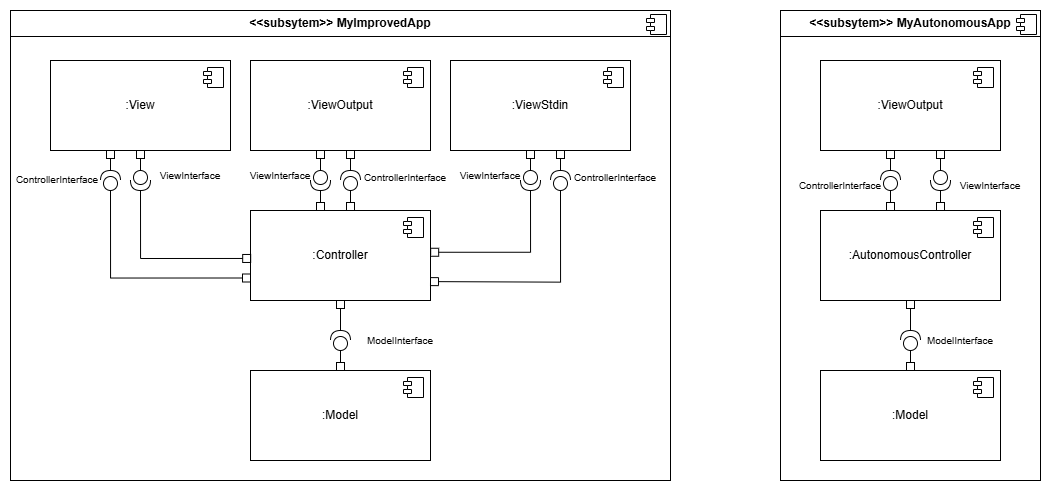 <<subsytem>> MyImprovedApp
:View
:ViewOutput
:ViewStdin
ControllerInterface
ViewInterface
ViewInterface
ControllerInterface
ViewInterface
ControllerInterface
:Controller
ModelInterface
:Model
<<subsytem>> MyAutonomousApp
:ViewOutput
ControllerInterface
ViewInterface
:AutonomousController
ModelInterface
:Model